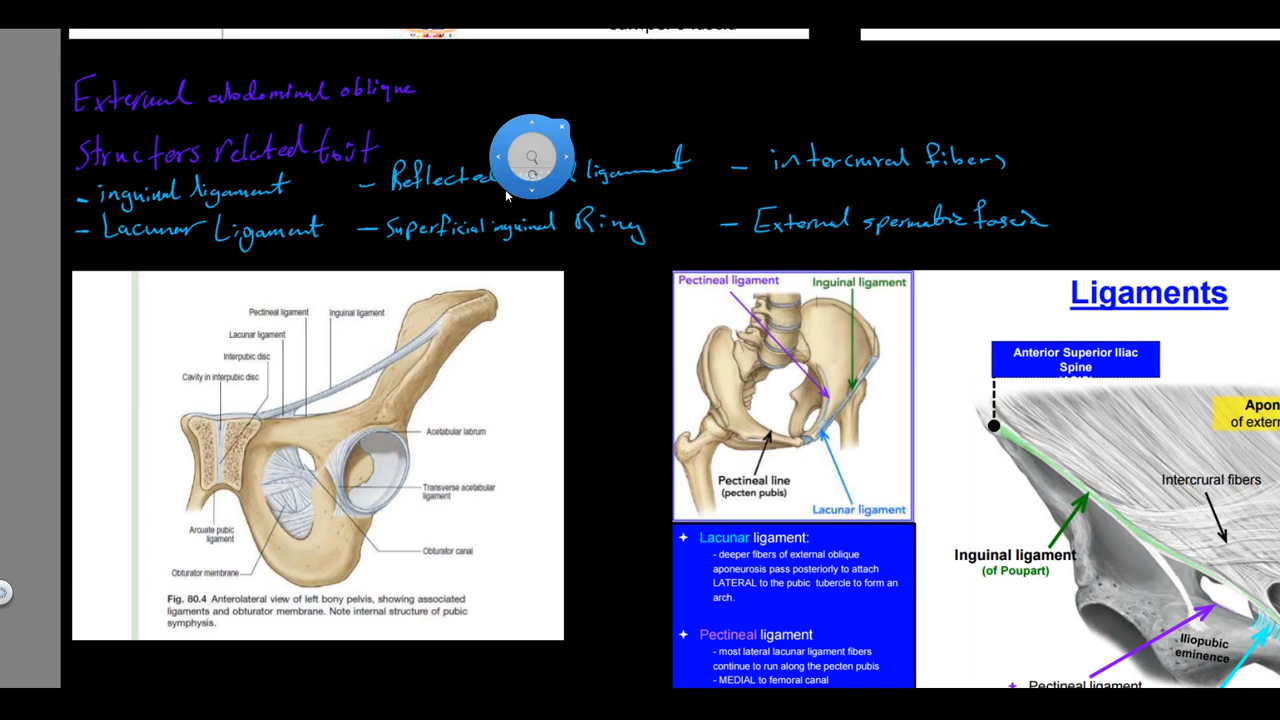 External abdominal oblique
Structors related to it
- inguinal ligament
- Reflected ligament
- intercrural fibers
- Lacunar Ligament
- Superficial inguinal Ring
- External spermatic fascia
Pectineal ligament
Inguinal ligament
Lacunar ligament
Interpubic disc
Cavity in interpubic disc
Acetabular labrum
Transverse acetabular
ligament
Arcuate pubic
ligament
Obturator canal
Obturator membrane
Fig. 80.4 Anterolateral view of left bony pelvis, showing associated
ligaments and obturator membrane. Note internal structure of pubic
symphysis.
Pectineal ligament
Inguinal ligament
Pectineal line
(pecten pubis)
Lacunar ligament
Lacunar ligament:
- deeper fibers of external oblique
aponeurosis pass posteriorly to attach
LATERAL to the pubic tubercle to form an
arch.
Pectineal ligament
- most lateral lacunar ligament fibers
continue to run along the pecten pubis
- MEDIAL to femoral canal
Ligaments
Anterior Superior Iliac
Spine
Apon
of extern
Intercrural fibers
Inguinal ligament
(of Poupart)
Iliopubic
eminence
Pectineal ligament